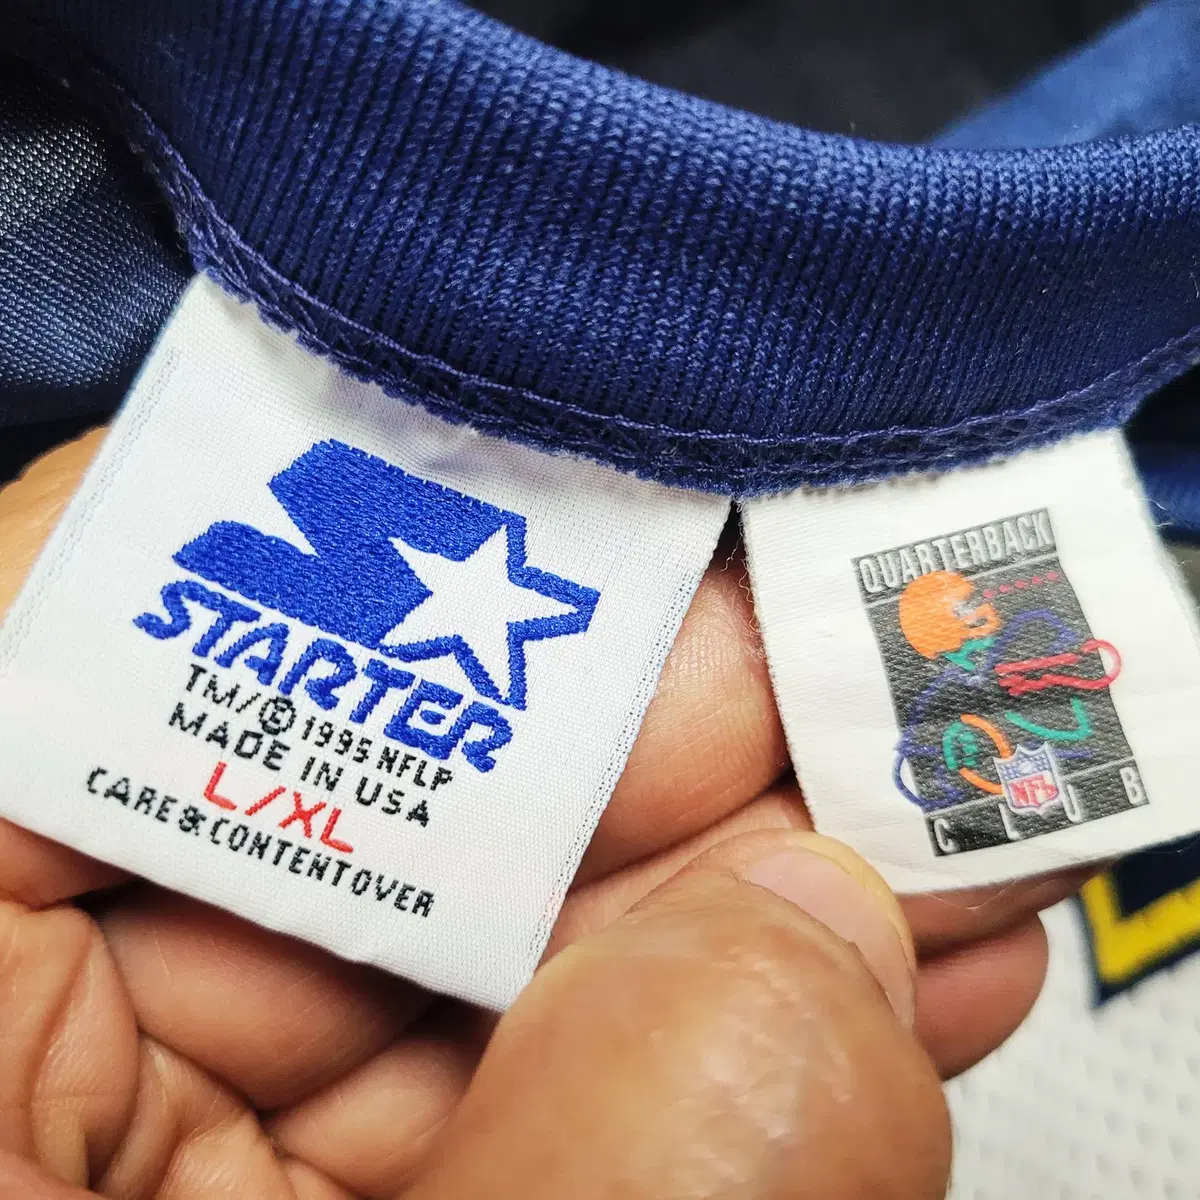 STARTER
TM/© 1995 NFLP
MADE IN USA
L/XL
CARE & CONTENT OVER
QUARTERBACK
NFL
CLUB